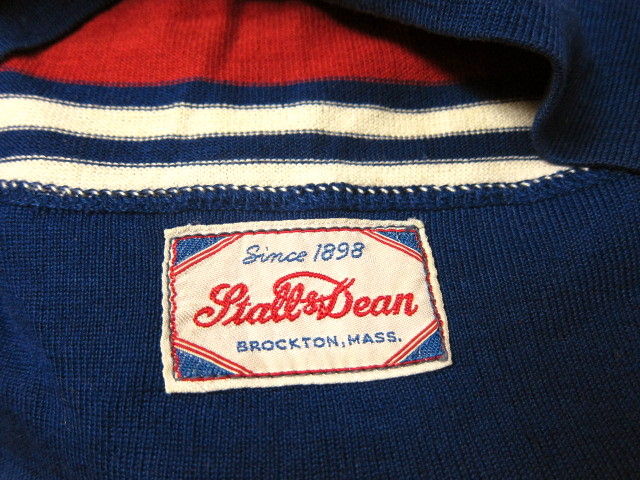 Since 1898
Stall & Dean
BROCKTON, MASS.